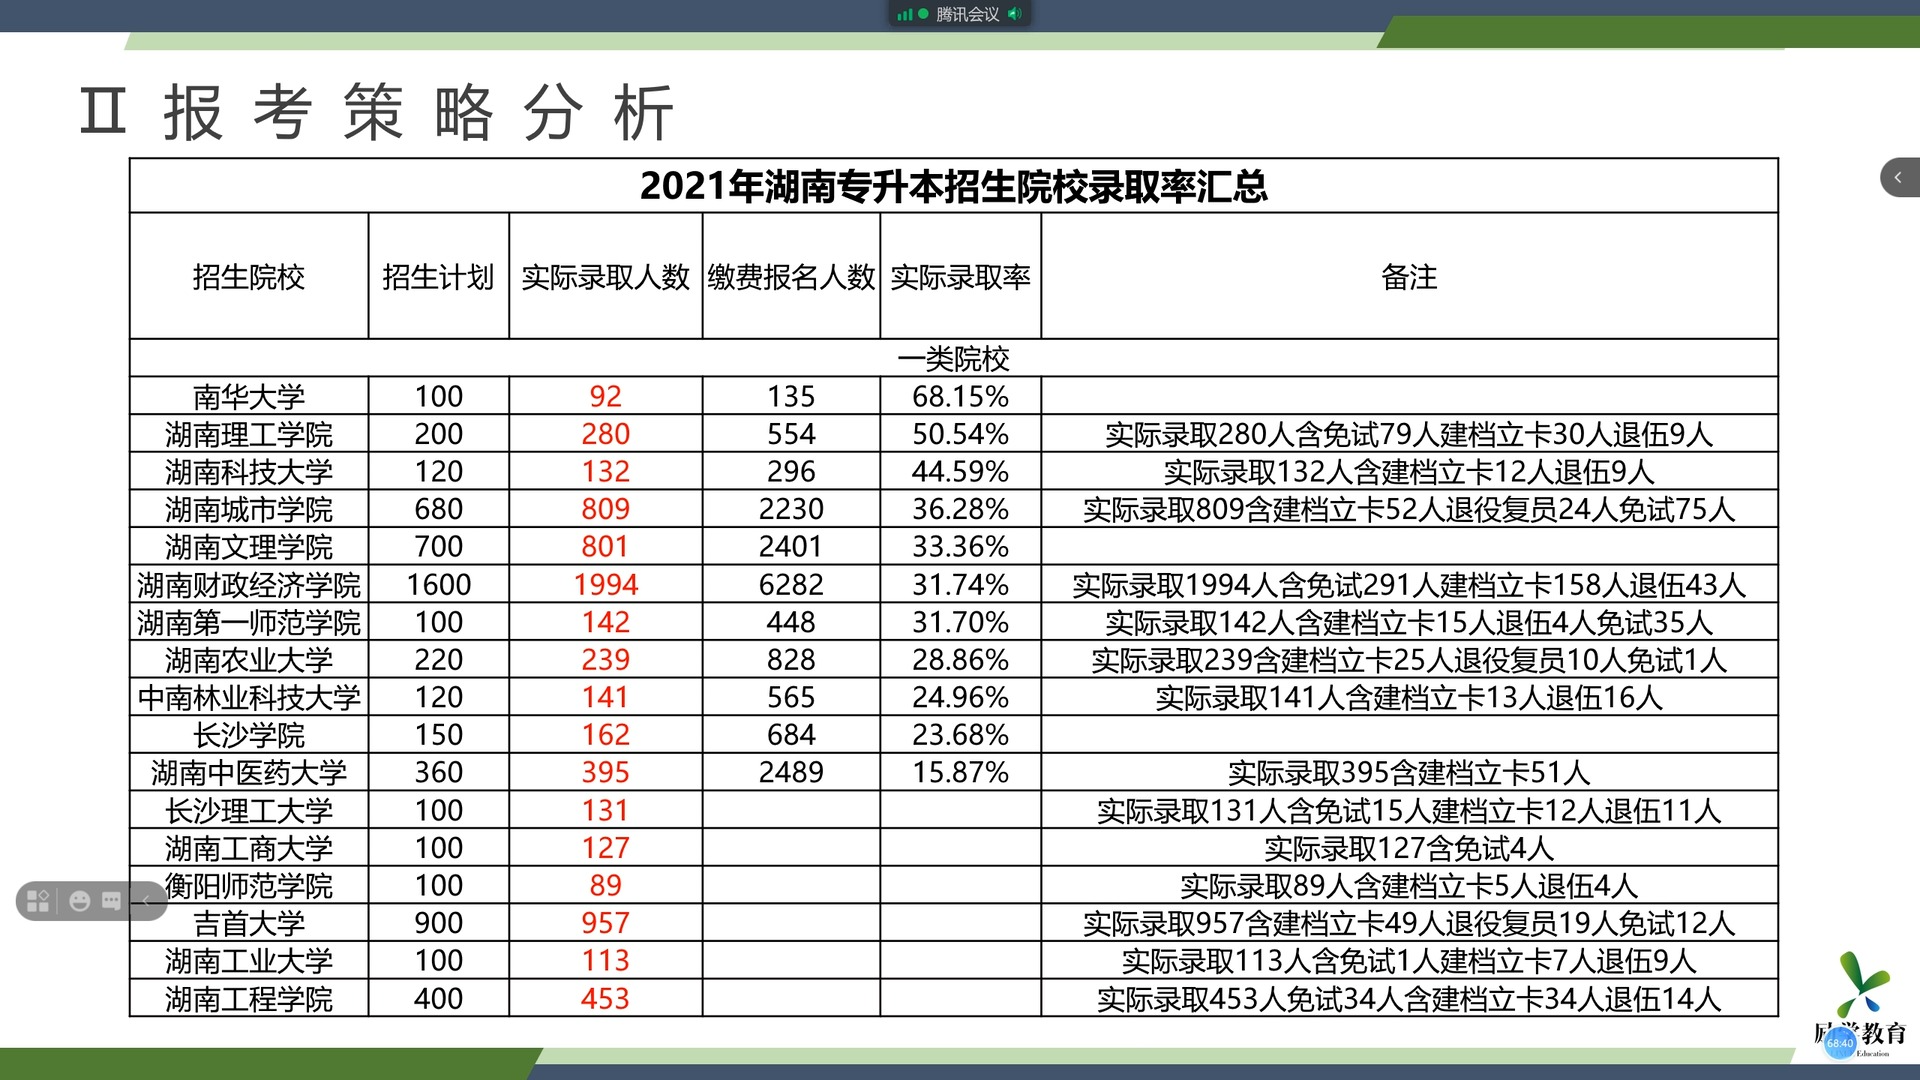 腾讯会议
II 报考策略分析
2021年湖南专升本招生院校录取率汇总
招生院校 招生计划 实际录取人数 缴费报名人数 实际录取率 备注
一类院校
南华大学 100 92 135 68.15%
湖南理工学院 200 280 554 50.54% 实际录取280人含免试79人建档立卡30人退伍9人
湖南科技大学 120 132 296 44.59% 实际录取132人含建档立卡12人退伍9人
湖南城市学院 680 809 2230 36.28% 实际录取809含建档立卡52人退役复员24人免试75人
湖南文理学院 700 801 2401 33.36%
湖南财政经济学院 1600 1994 6282 31.74% 实际录取1994人含免试291人建档立卡158人退伍43人
湖南第一师范学院 100 142 448 31.70% 实际录取142人含建档立卡15人退伍4人免试35人
湖南农业大学 220 239 828 28.86% 实际录取239含建档立卡25人退役复员10人免试1人
中南林业科技大学 120 141 565 24.96% 实际录取141人含建档立卡13人退伍16人
长沙学院 150 162 684 23.68%
湖南中医药大学 360 395 2489 15.87% 实际录取395含建档立卡51人
长沙理工大学 100 131 实际录取131人含免试15人建档立卡12人退伍11人
湖南工商大学 100 127 实际录取127含免试4人
衡阳师范学院 100 89 实际录取89人含建档立卡5人退伍4人
吉首大学 900 957 实际录取957含建档立卡49人退役复员19人免试12人
湖南工业大学 100 113 实际录取113人含免试1人建档立卡7人退伍9人
湖南工程学院 400 453 实际录取453人免试34人含建档立卡34人退伍14人
励学教育
68:40
Education